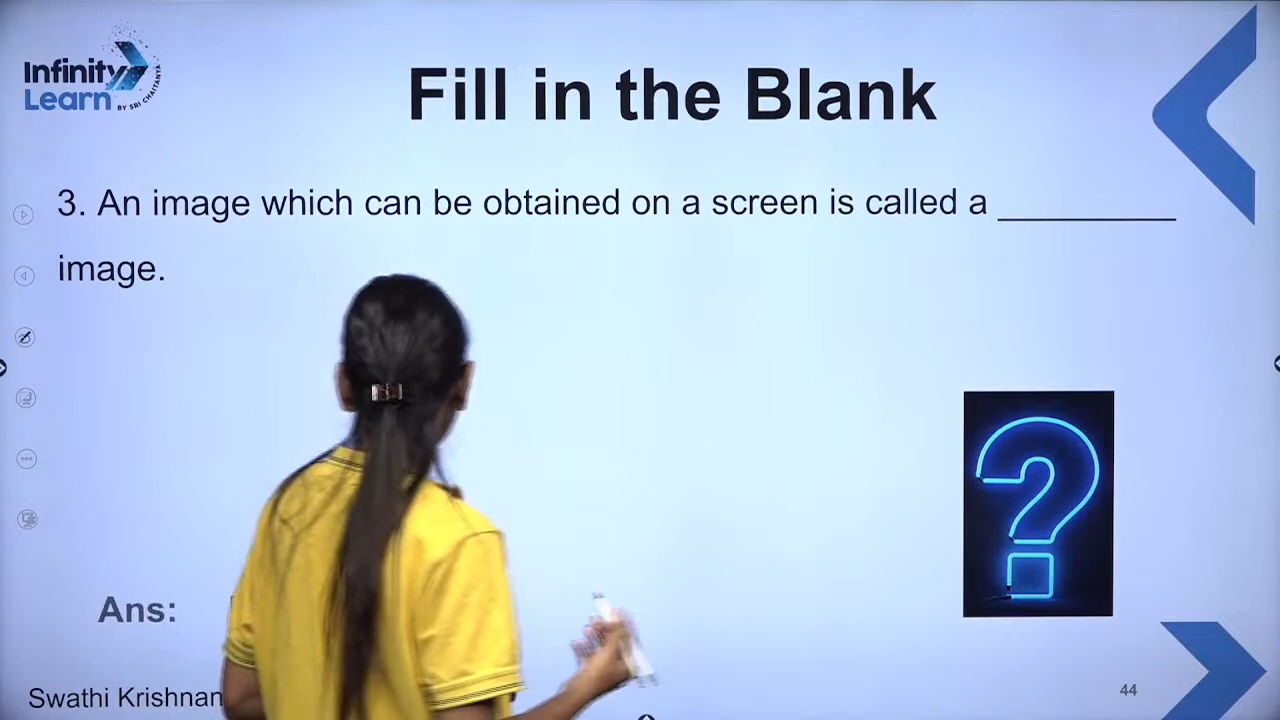 Infinity
Learn
BY SRI CHAITANYA
Fill in the Blank
3. An image which can be obtained on a screen is called a __________
image.
Ans:
Swathi Krishnan
44